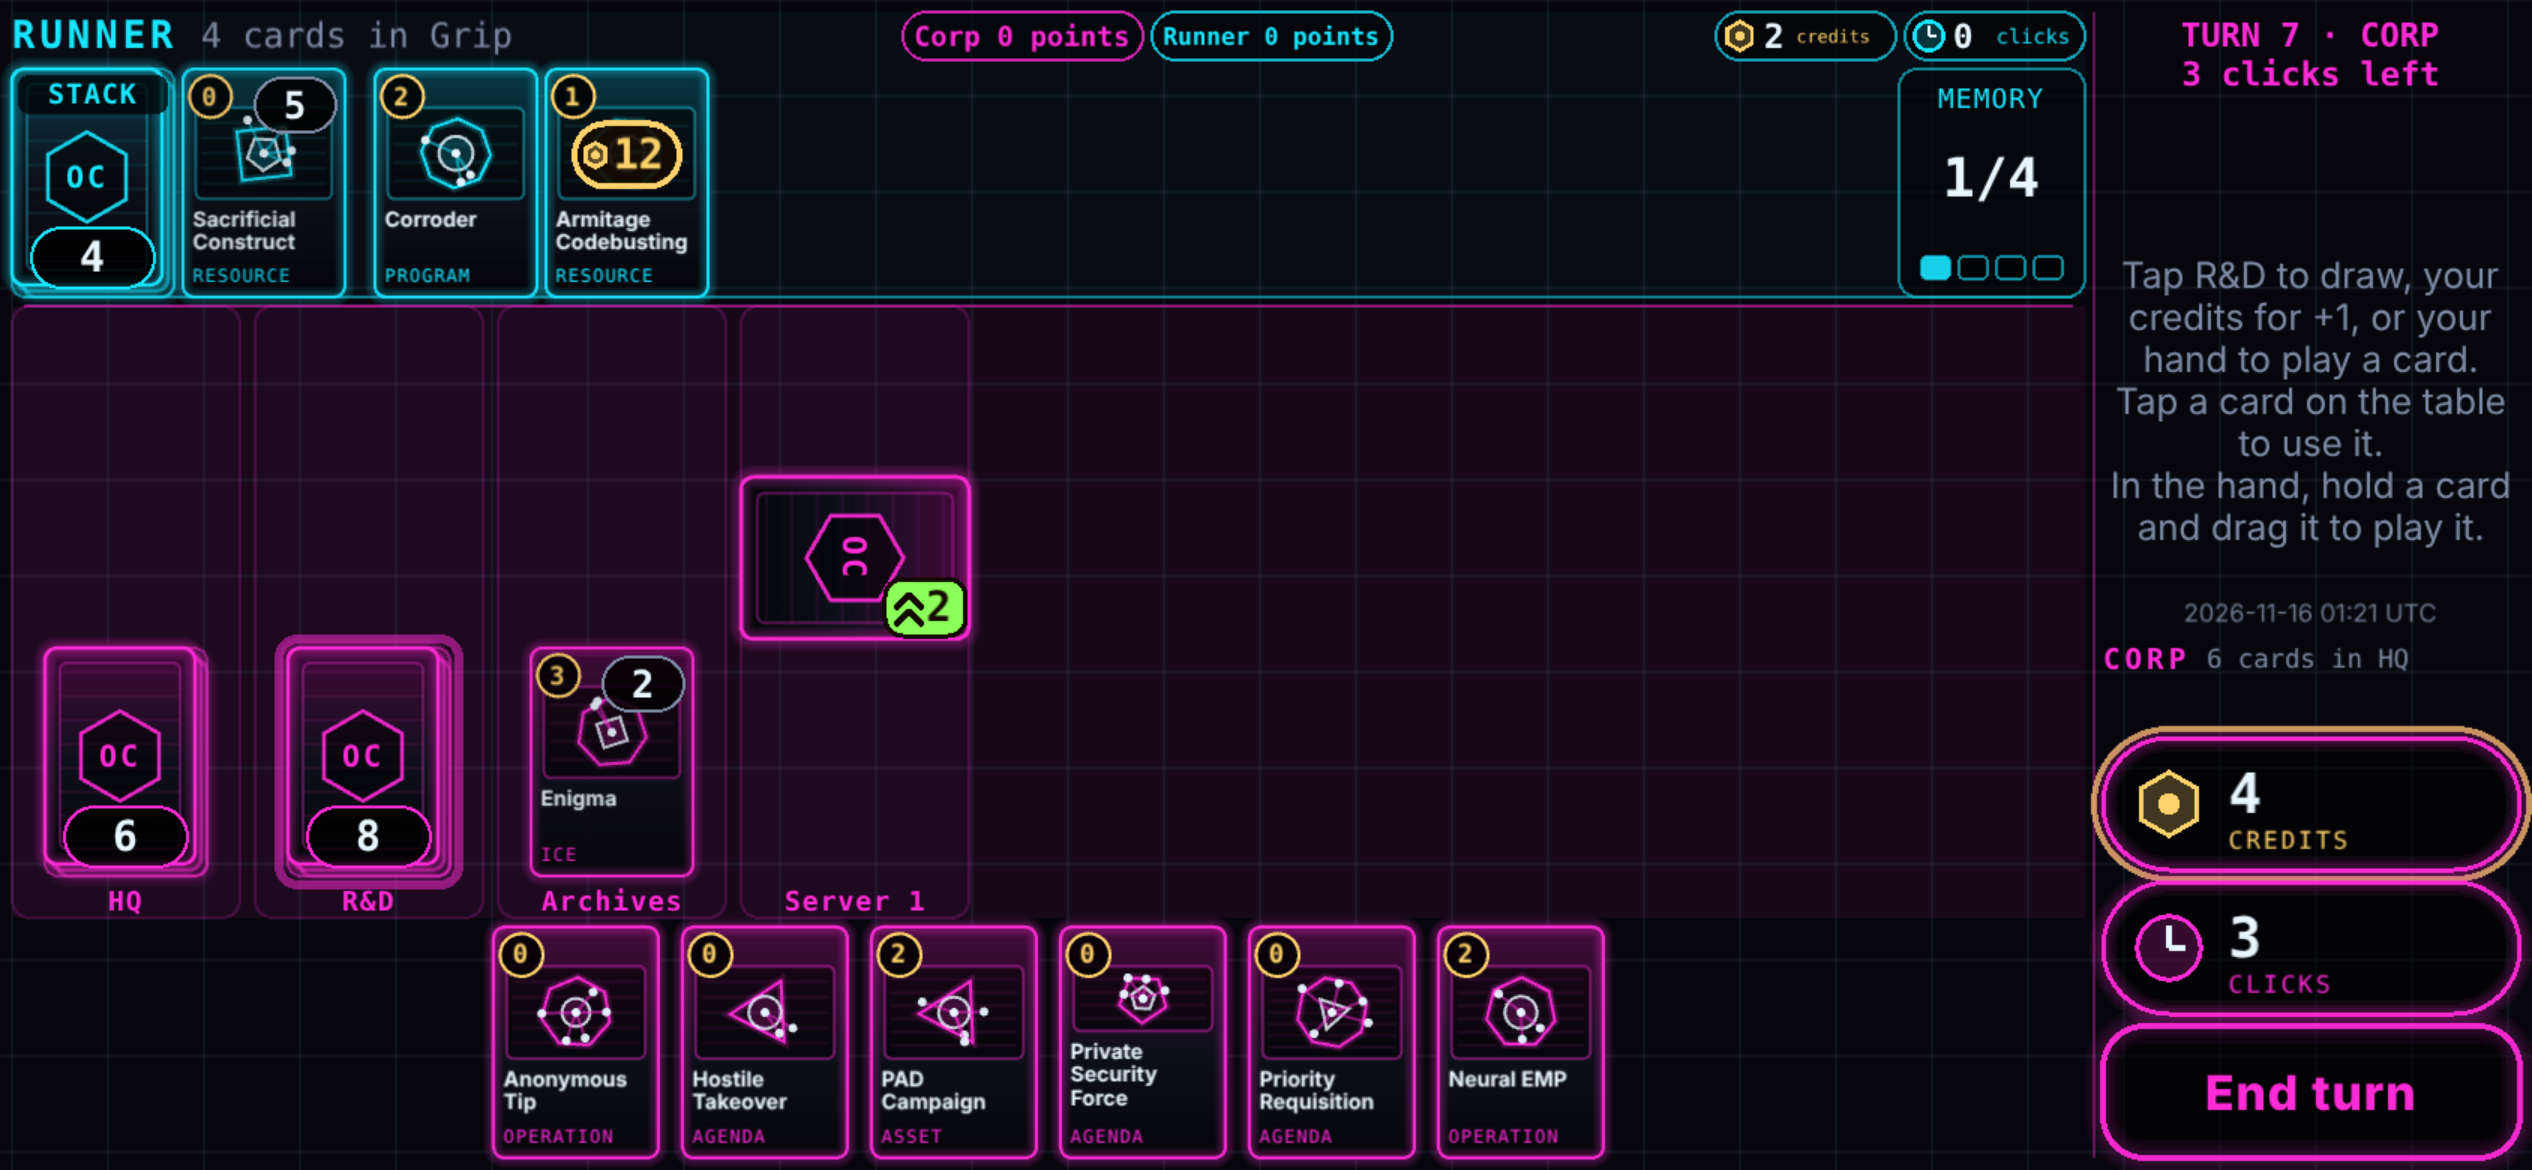 RUNNER 4 cards in Grip
Corp 0 points
Runner 0 points
2 credits
0 clicks
TURN 7 · CORP
3 clicks left
STACK
OC
4
0
5
Sacrificial
Construct
RESOURCE
2
Corroder
PROGRAM
1
12
Armitage
Codebusting
RESOURCE
MEMORY
1/4
Tap R&D to draw, your
credits for +1, or your
hand to play a card.
Tap a card on the table
to use it.
In the hand, hold a card
and drag it to play it.
2026-11-16 01:21 UTC
CORP 6 cards in HQ
OC
2
OC
6
HQ
OC
8
R&D
3
2
Enigma
ICE
Archives
Server 1
4
CREDITS
3
CLICKS
End turn
0
Anonymous
Tip
OPERATION
0
Hostile
Takeover
AGENDA
2
PAD
Campaign
ASSET
0
Private
Security
Force
AGENDA
0
Priority
Requisition
AGENDA
2
Neural EMP
OPERATION